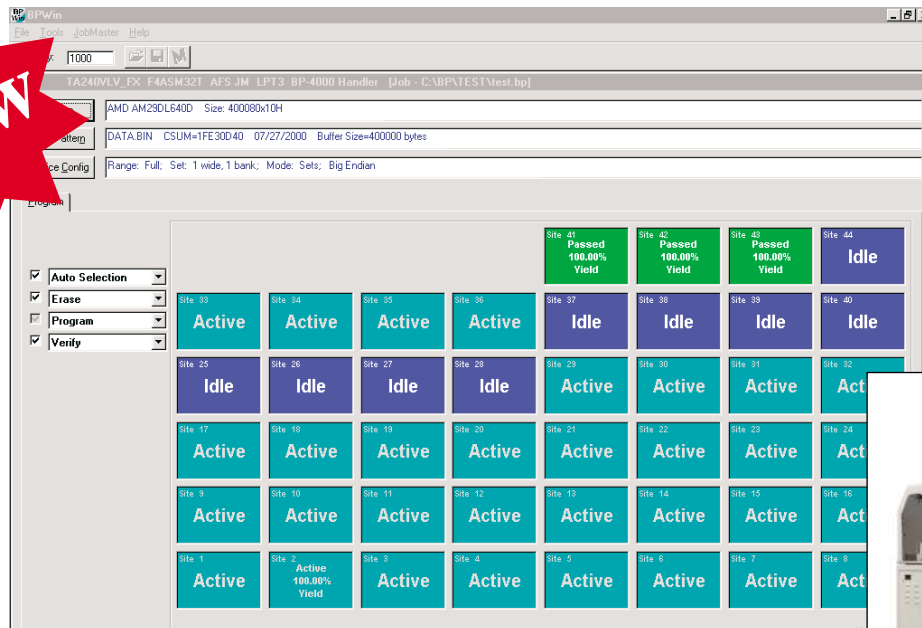 BPWin
File Tools JobMaster Help
1000
TA240VLV_FX F4ASM32T AFS JM LPT3 BP-4000 Handler [Job - C:\BP\TEST\test.bp]
AMD AM29DL640D Size: 400080x10H
DATA.BIN CSUM=1FE30D40 07/27/2000 Buffer Size=400000 bytes
Config
Range: Full; Set: 1 wide, 1 bank; Mode: Sets; Big Endian
Program
Auto Selection
Erase
Program
Verify
Site 41 Site 42 Site 43 Site 44
Passed Passed Passed Idle
100.00% 100.00% 100.00%
Yield Yield Yield
Site 33 Site 34 Site 35 Site 36 Site 37 Site 38 Site 39 Site 40
Active Active Active Active Idle Idle Idle Idle
Site 25 Site 26 Site 27 Site 28 Site 29 Site 30 Site 31 Site 32
Idle Idle Idle Idle Active Active Active Act
Site 17 Site 18 Site 19 Site 20 Site 21 Site 22 Site 23 Site 24
Active Active Active Active Active Active Active Act
Site 9 Site 10 Site 11 Site 12 Site 13 Site 14 Site 15 Site 16
Active Active Active Active Active Active Active Act
Site 1 Site 2 Site 3 Site 4 Site 5 Site 6 Site 7 Site 8
Active Active Active Active Active Active Active Act
100.00%
Yield